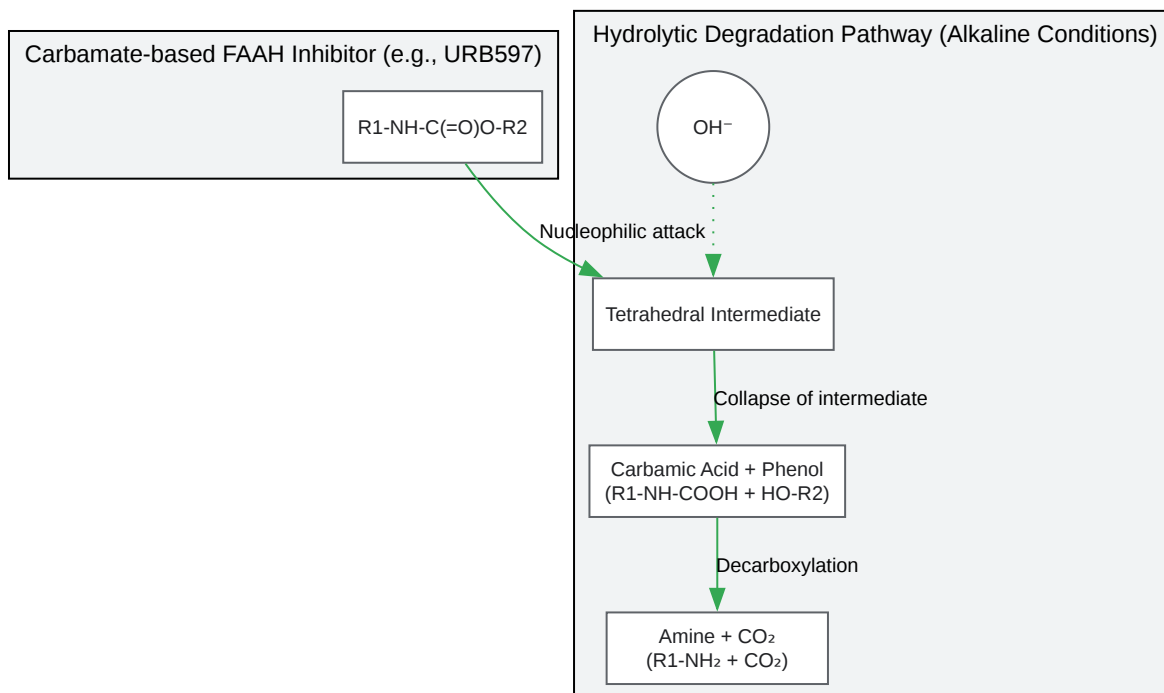 Carbamate-based FAAH Inhibitor (e.g., URB597)
R1-NH-C(=O)O-R2
Hydrolytic Degradation Pathway (Alkaline Conditions)
OH⁻
Nucleophilic attack
Tetrahedral Intermediate
Collapse of intermediate
Carbamic Acid + Phenol
(R1-NH-COOH + HO-R2)
Decarboxylation
Amine + CO₂
(R1-NH₂ + CO₂)